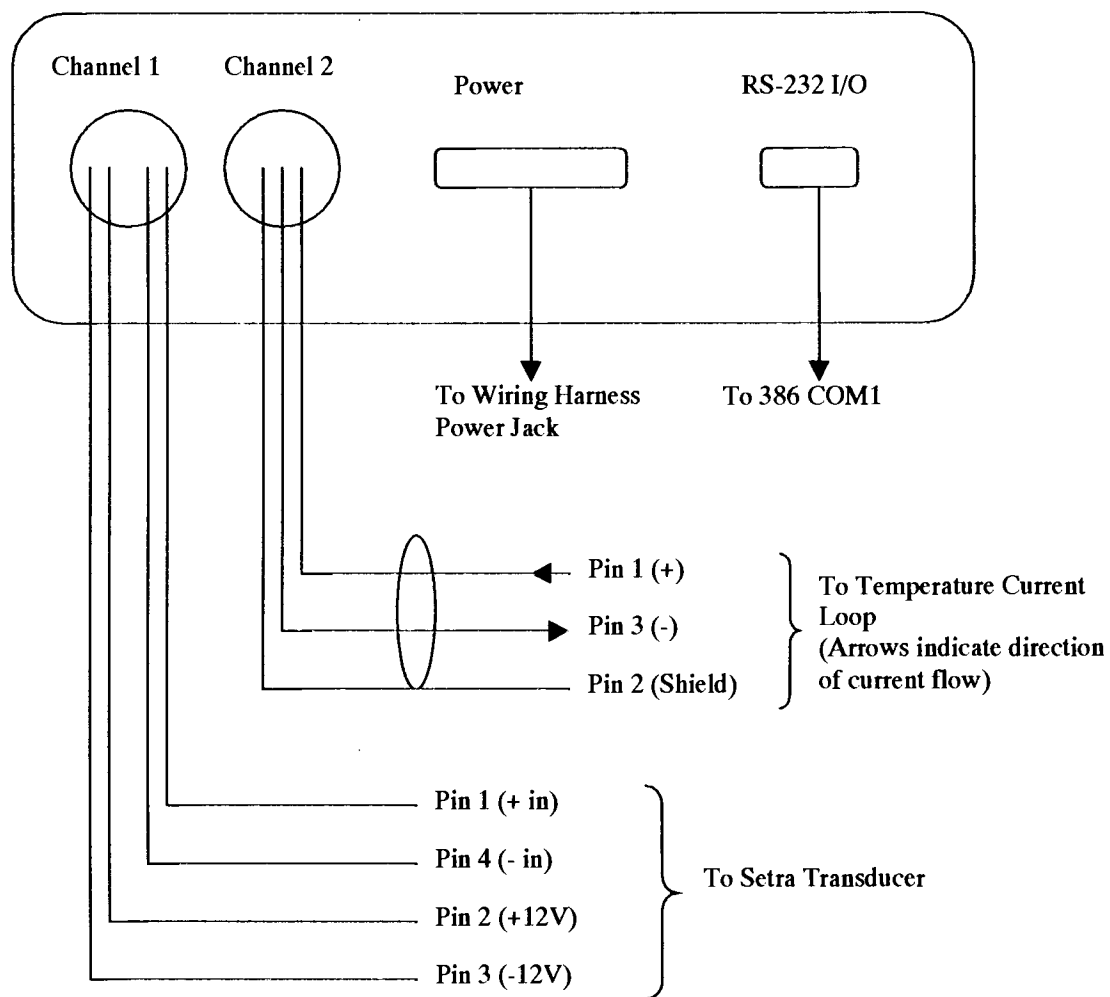 Channel 1
Channel 2
Power
RS-232 I/O
To Wiring Harness
Power Jack
To 386 COM1
Pin 1 (+)
Pin 3 (-)
Pin 2 (Shield)
To Temperature Current
Loop
(Arrows indicate direction
of current flow)
Pin 1 (+ in)
Pin 4 (- in)
Pin 2 (+12V)
Pin 3 (-12V)
To Setra Transducer